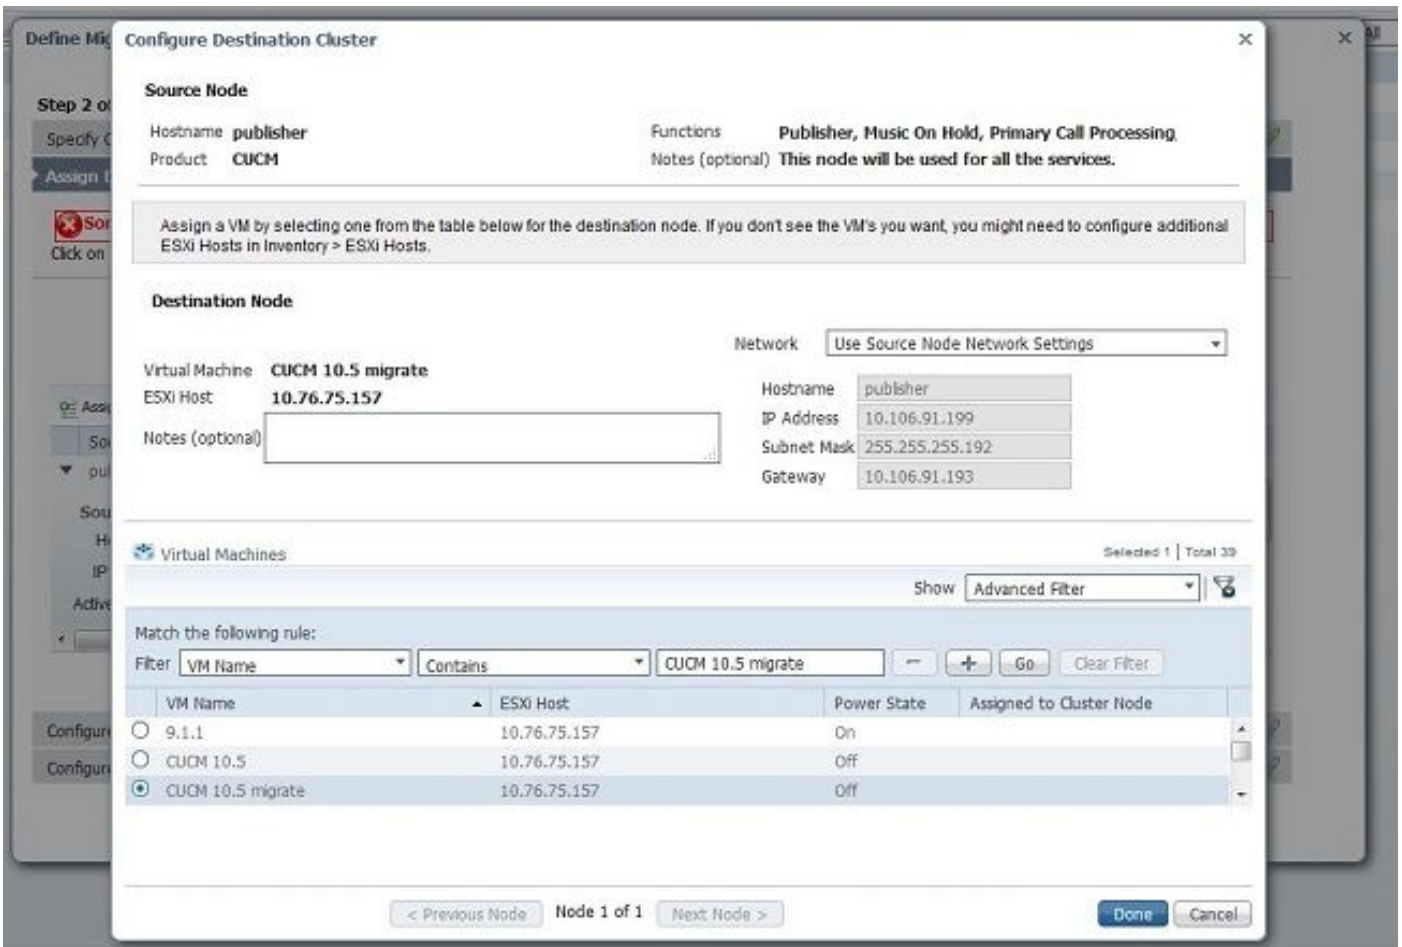 Define Mig
Configure Destination Cluster
All
Source Node
Step 2 of
Hostname publisher
Functions Publisher, Music On Hold, Primary Call Processing
Specify C
Product CUCM
Notes (optional) This node will be used for all the services.
Assign
Assign a VM by selecting one from the table below for the destination node. If you don't see the VM's you want, you might need to configure additional
ESXi Hosts in Inventory > ESXi Hosts.
Click on
Destination Node
Network Use Source Node Network Settings
Virtual Machine CUCM 10.5 migrate
Hostname publisher
ESXi Host 10.76.75.157
IP Address 10.106.91.199
Notes (optional)
Subnet Mask 255.255.255.192
Gateway 10.106.91.193
Virtual Machines
Selected 1 | Total 39
IP
Show Advanced Filter
Active
Match the following rule:
Filter VM Name Contains CUCM 10.5 migrate - + Go Clear Filter
VM Name ESXi Host Power State Assigned to Cluster Node
Configure
9.1.1 10.76.75.157 On
CUCM 10.5 10.76.75.157 Off
Configure
CUCM 10.5 migrate 10.76.75.157 Off
< Previous Node Node 1 of 1 Next Node > Done Cancel